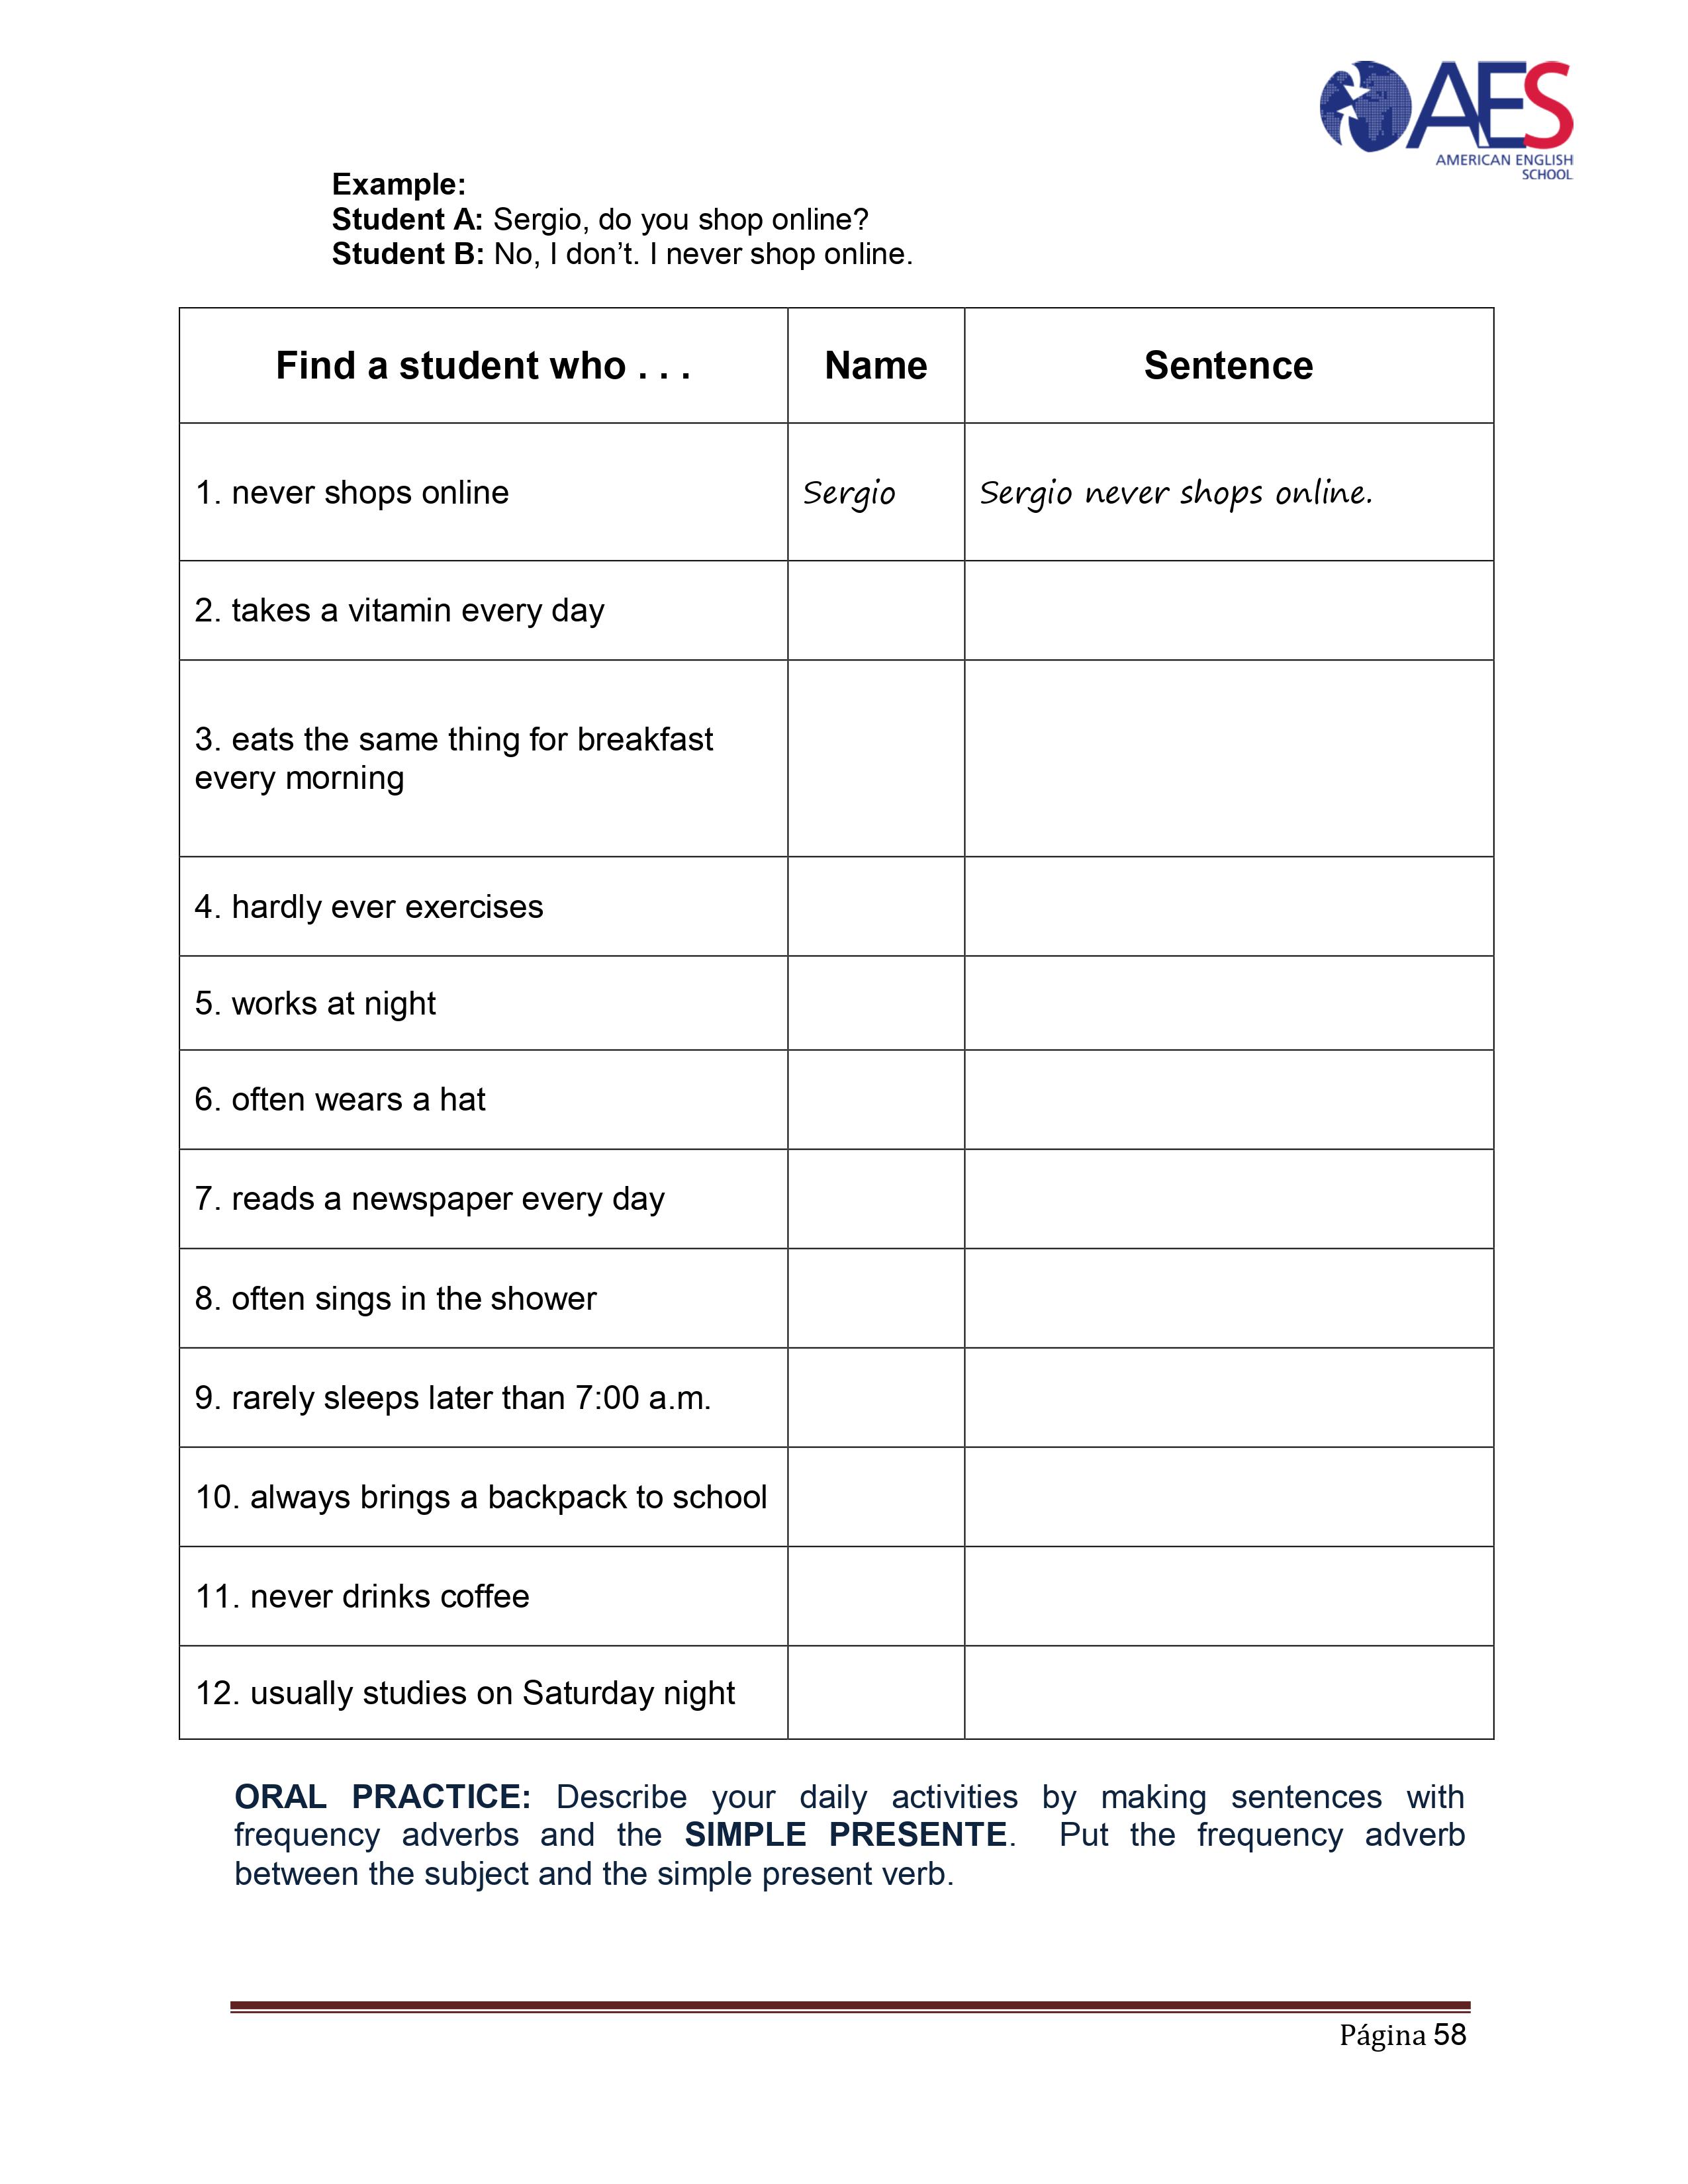 AES
AMERICAN ENGLISH
SCHOOL
Example:
Student A: Sergio, do you shop online?
Student B: No, I don’t. I never shop online.
Find a student who . . .
Name
Sentence
1. never shops online
Sergio
Sergio never shops online.
2. takes a vitamin every day
3. eats the same thing for breakfast
every morning
4. hardly ever exercises
5. works at night
6. often wears a hat
7. reads a newspaper every day
8. often sings in the shower
9. rarely sleeps later than 7:00 a.m.
10. always brings a backpack to school
11. never drinks coffee
12. usually studies on Saturday night
ORAL PRACTICE: Describe your daily activities by making sentences with
frequency adverbs and the SIMPLE PRESENTE. Put the frequency adverb
between the subject and the simple present verb.
Página 58